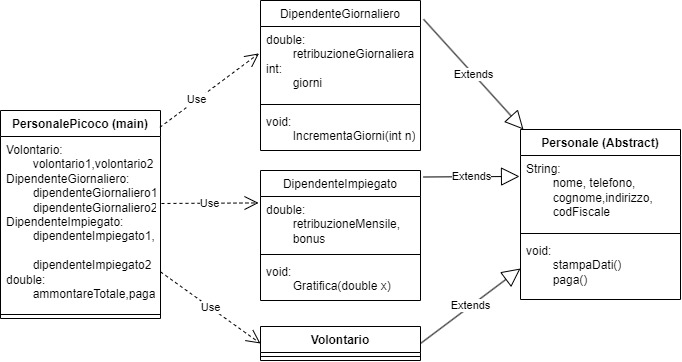 PersonalePicoco (main)
Volontario:
volontario1,volontario2
DipendenteGiornaliero:
dipendenteGiornaliero1
dipendenteGiornaliero2
DipendenteImpiegato:
dipendenteImpiegato1,
dipendenteImpiegato2
double:
ammontareTotale,paga
Use
Use
Use
DipendenteGiornaliero
double:
retribuzioneGiornaliera
int:
giorni
void:
IncrementaGiorni(int n)
DipendenteImpiegato
double:
retribuzioneMensile,
bonus
void:
Gratifica(double x)
Volontario
Extends
Extends
Extends
Personale (Abstract)
String:
nome, telefono,
cognome,indirizzo,
codFiscale
void:
stampaDati()
paga()